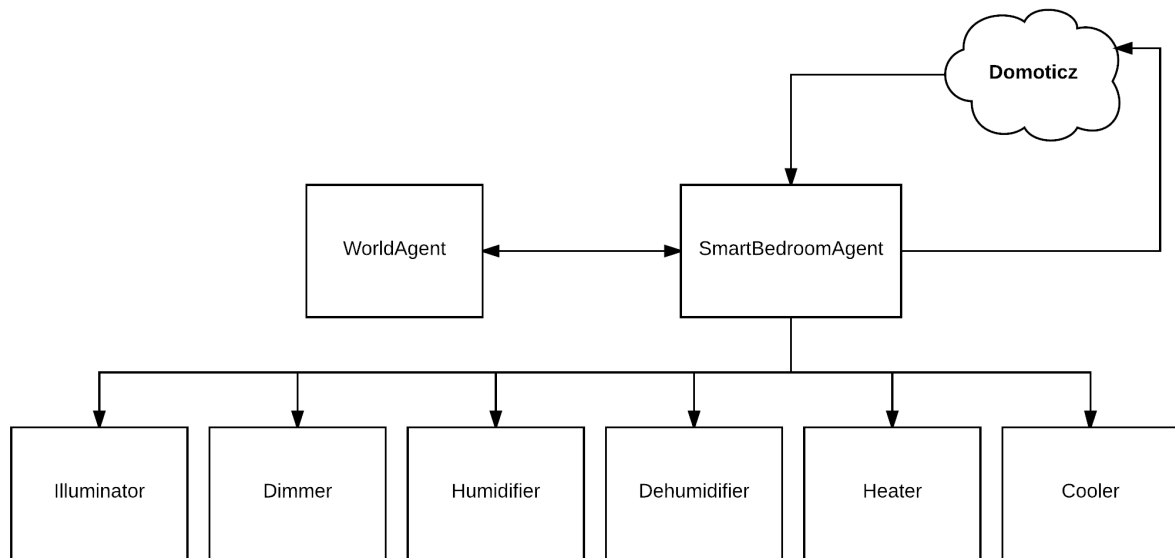 Domoticz
WorldAgent
SmartBedroomAgent
Illuminator
Dimmer
Humidifier
Dehumidifier
Heater
Cooler